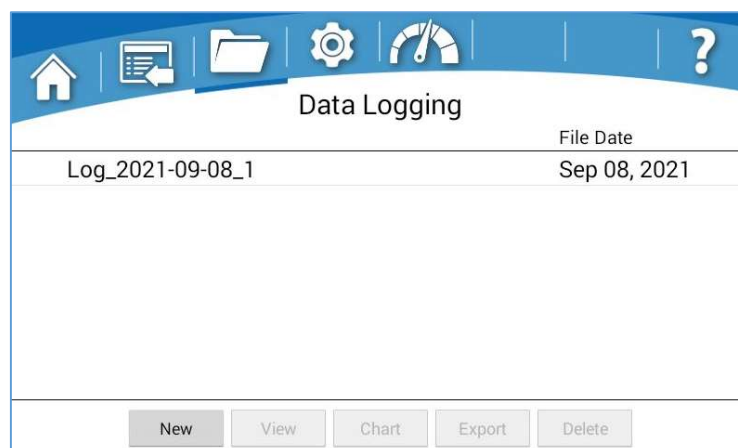 ?
Data Logging
File Date
Log_2021-09-08_1 Sep 08, 2021
New View Chart Export Delete